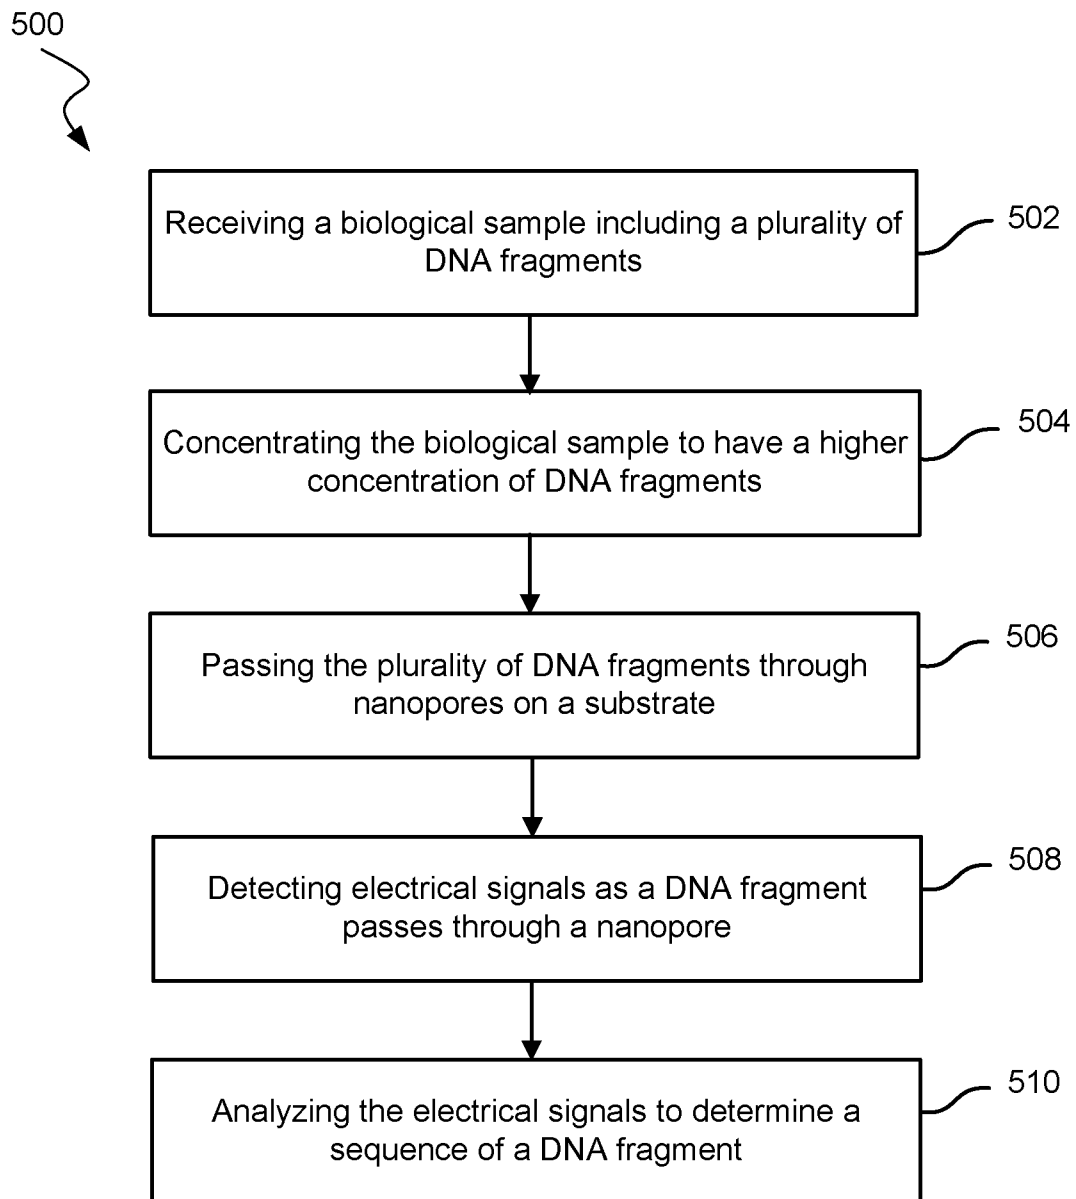 500
Receiving a biological sample including a plurality of
DNA fragments
502
Concentrating the biological sample to have a higher
concentration of DNA fragments
504
Passing the plurality of DNA fragments through
nanopores on a substrate
506
Detecting electrical signals as a DNA fragment
passes through a nanopore
508
Analyzing the electrical signals to determine a
sequence of a DNA fragment
510